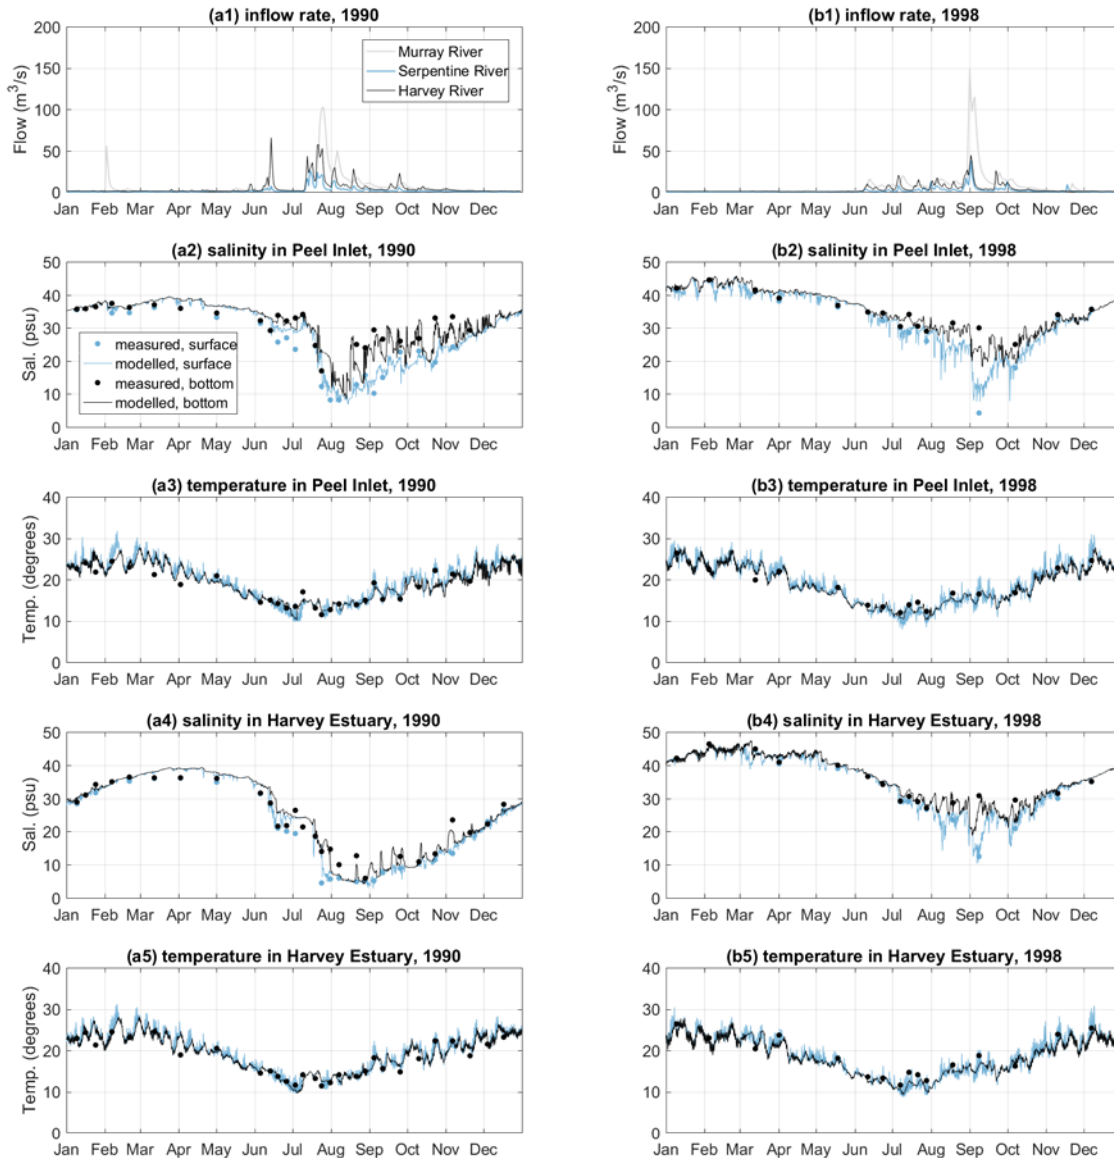 (a1) inflow rate, 1990
Flow (m³/s)
200
150
100
50
0
Murray River
Serpentine River
Harvey River
Jan Feb Mar Apr May Jun Jul Aug Sep Oct Nov Dec
(b1) inflow rate, 1998
Flow (m³/s)
200
150
100
50
0
Jan Feb Mar Apr May Jun Jul Aug Sep Oct Nov Dec
(a2) salinity in Peel Inlet, 1990
Sal. (psu)
50
40
30
20
10
0
measured, surface
modelled, surface
measured, bottom
modelled, bottom
Jan Feb Mar Apr May Jun Jul Aug Sep Oct Nov Dec
(b2) salinity in Peel Inlet, 1998
50
40
30
20
10
0
Jan Feb Mar Apr May Jun Jul Aug Sep Oct Nov Dec
(a3) temperature in Peel Inlet, 1990
Temp. (degrees)
40
30
20
10
0
Jan Feb Mar Apr May Jun Jul Aug Sep Oct Nov Dec
(b3) temperature in Peel Inlet, 1998
40
30
20
10
0
Jan Feb Mar Apr May Jun Jul Aug Sep Oct Nov Dec
(a4) salinity in Harvey Estuary, 1990
Sal. (psu)
50
40
30
20
10
0
Jan Feb Mar Apr May Jun Jul Aug Sep Oct Nov Dec
(b4) salinity in Harvey Estuary, 1998
50
40
30
20
10
0
Jan Feb Mar Apr May Jun Jul Aug Sep Oct Nov Dec
(a5) temperature in Harvey Estuary, 1990
Temp. (degrees)
40
30
20
10
0
Jan Feb Mar Apr May Jun Jul Aug Sep Oct Nov Dec
(b5) temperature in Harvey Estuary, 1998
40
30
20
10
0
Jan Feb Mar Apr May Jun Jul Aug Sep Oct Nov Dec